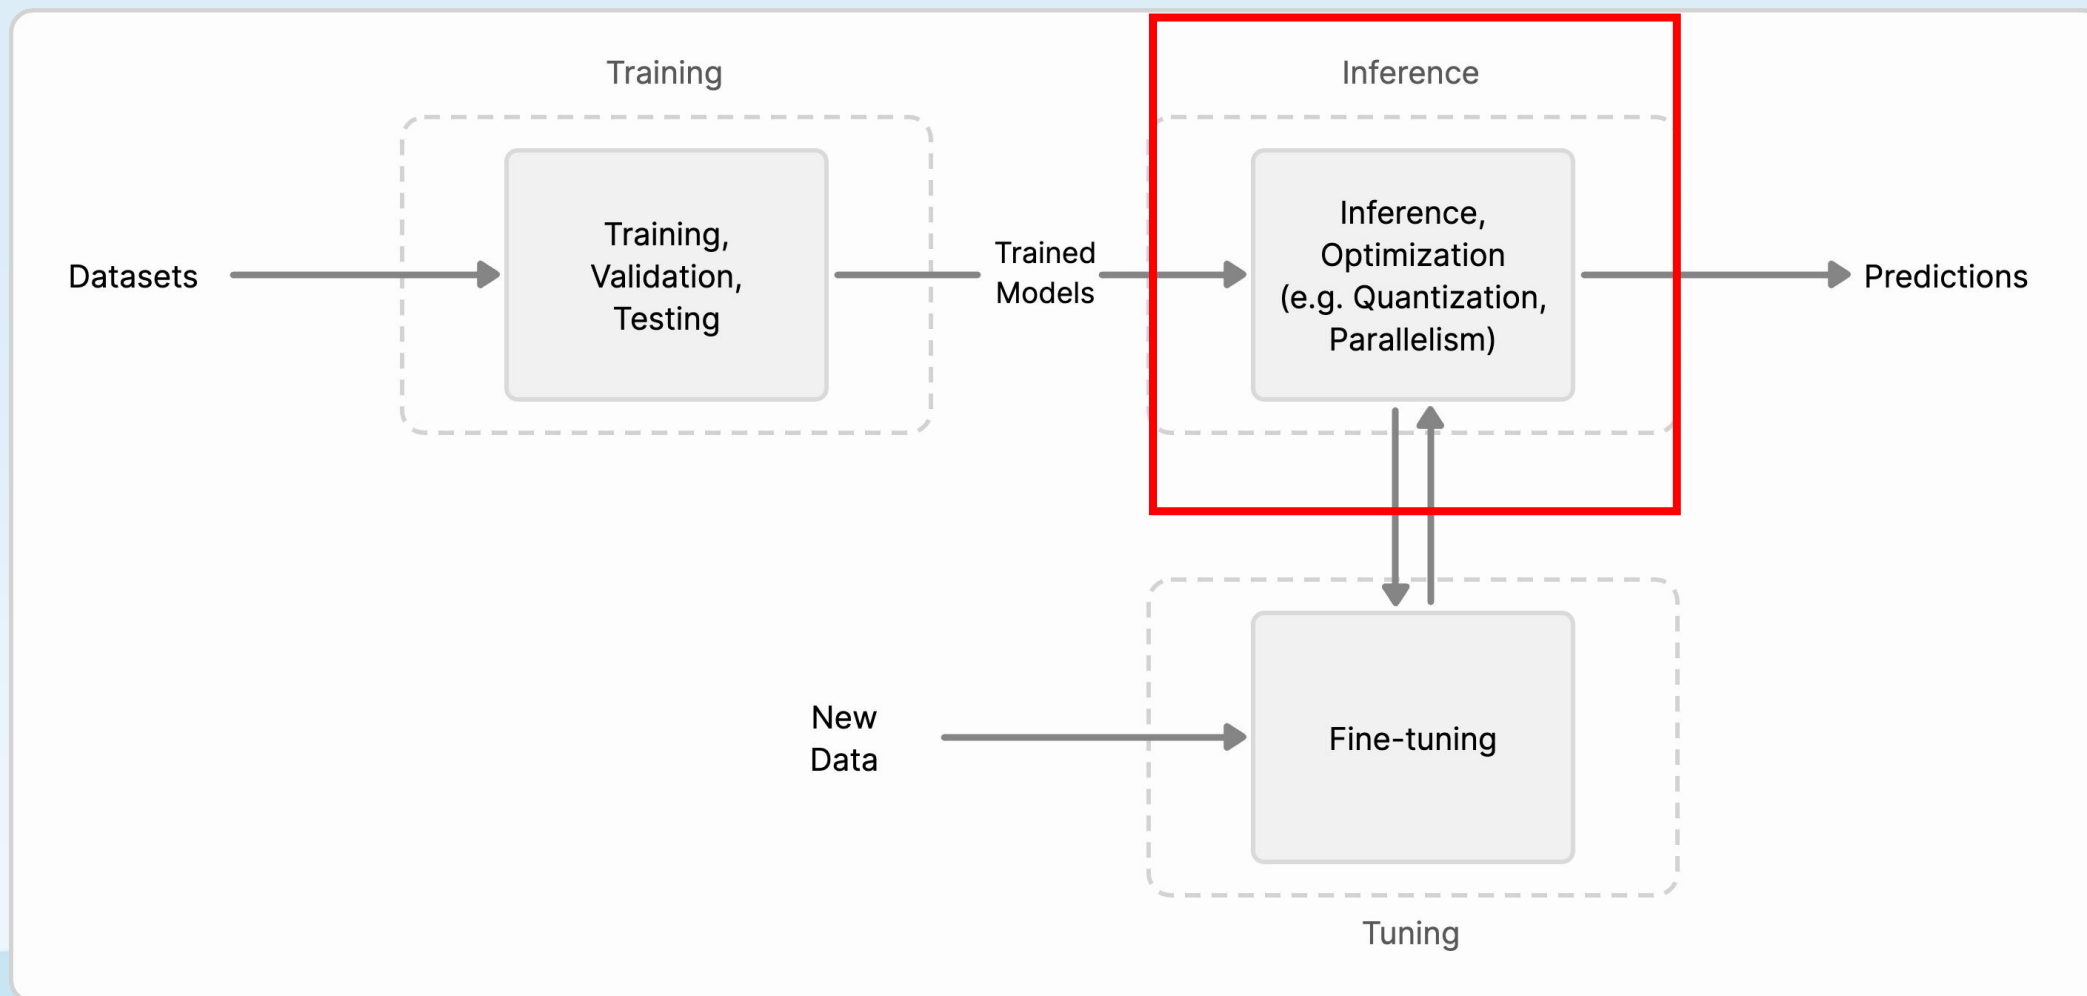 Training
Inference
Datasets
Training,
Validation,
Testing
Trained
Models
Inference,
Optimization
(e.g. Quantization,
Parallelism)
Predictions
New
Data
Fine-tuning
Tuning